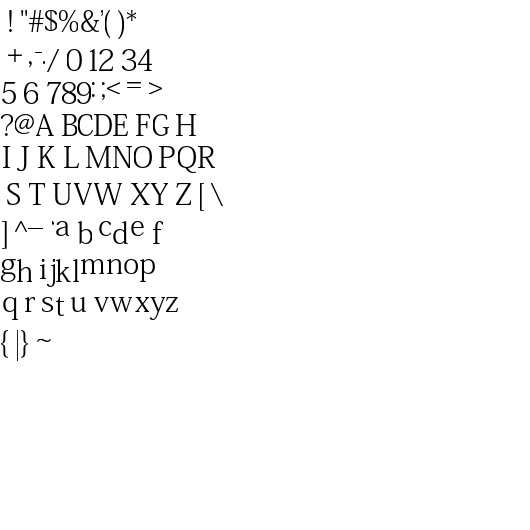 ! "#$%&'( )*
+ ,-./ 0 12 34
5 6 789: ;< = >
?@A BCDE FG H
I J K L MNO PQR
S T UVW XY Z [ \
] ^_ `a b cde f
gh ijklmnop
q r st u vwxyz
{ |} ~